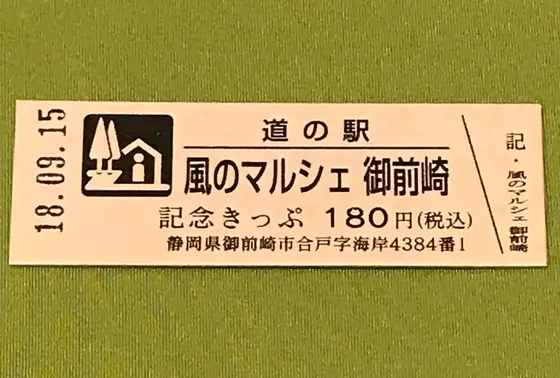 18.09.15
道の駅
風のマルシェ 御前崎
記念きっぷ 180円(税込)
静岡県御前崎市合戸字海岸4384番1
記・風のマルシェ御前崎